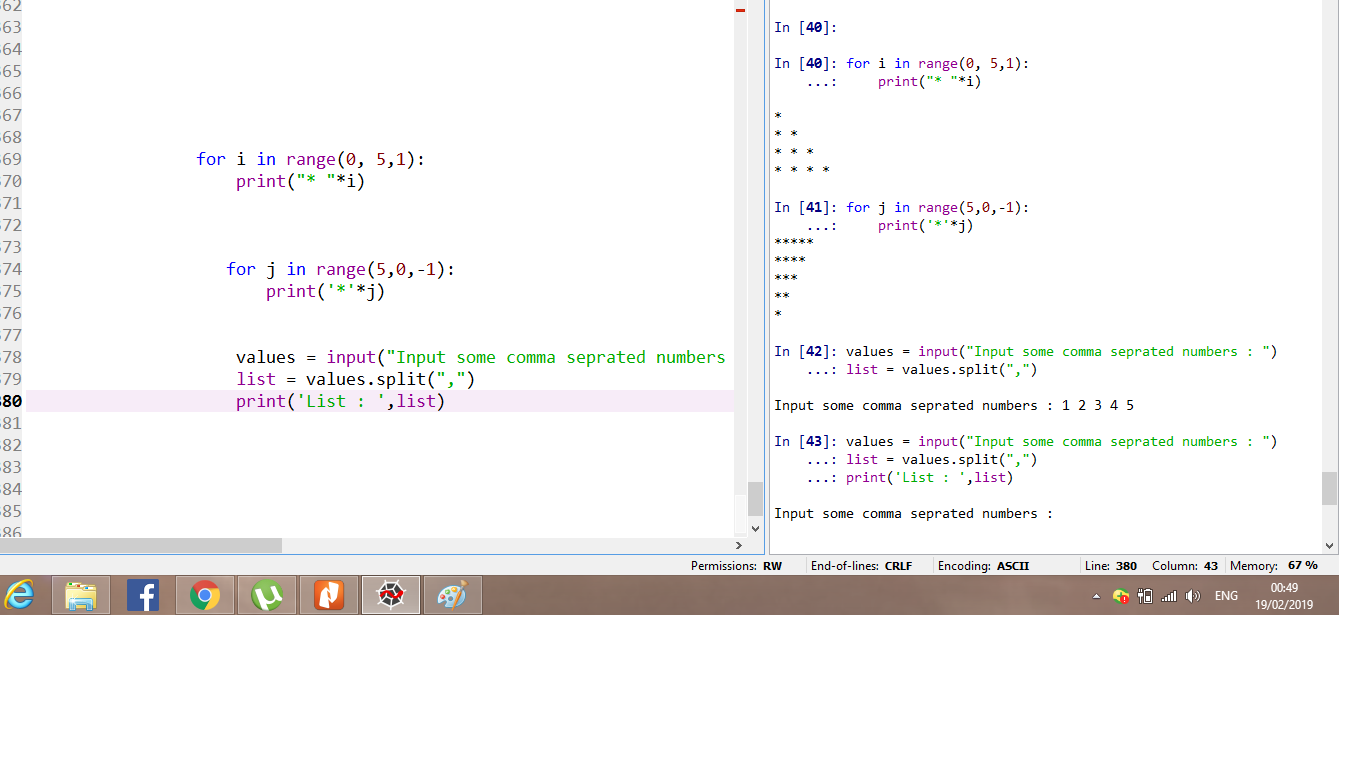 62
63
64
65
66
67
68
69 for i in range(0, 5,1):
70 print("* "*i)
71
72
73
74 for j in range(5,0,-1):
75 print('*'*j)
76
77
78 values = input("Input some comma seprated numbers
79 list = values.split(",")
380 print('List : ',list)
81
82
83
84
85
86
In [40]:
In [40]: for i in range(0, 5,1):
...: print("* "*i)
*
* *
* * *
* * * *
In [41]: for j in range(5,0,-1):
...: print('*'*j)
*****
****
***
**
*
In [42]: values = input("Input some comma seprated numbers : ")
...: list = values.split(",")
Input some comma seprated numbers : 1 2 3 4 5
In [43]: values = input("Input some comma seprated numbers : ")
...: list = values.split(",")
...: print('List : ',list)
Input some comma seprated numbers :
Permissions: RW End-of-lines: CRLF Encoding: ASCII Line: 380 Column: 43 Memory: 67 %
ENG 00:49
19/02/2019